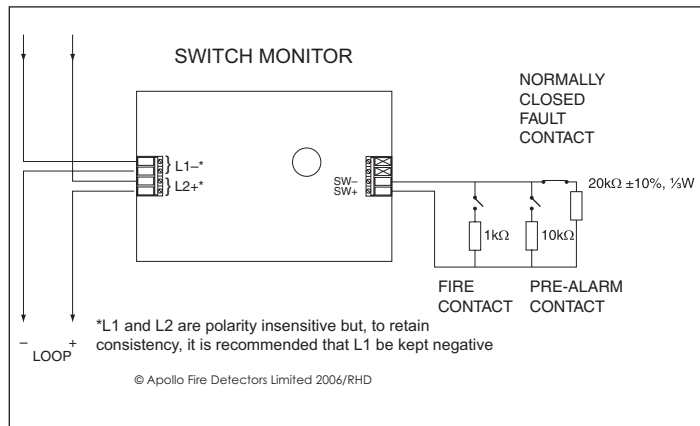 SWITCH MONITOR
NORMALLY
CLOSED
FAULT
CONTACT
L1–*
L2+*
SW–
SW+
20kΩ ±10%, ⅓W
1kΩ
10kΩ
FIRE
CONTACT
PRE-ALARM
CONTACT
– +
LOOP
*L1 and L2 are polarity insensitive but, to retain
consistency, it is recommended that L1 be kept negative
© Apollo Fire Detectors Limited 2006/RHD